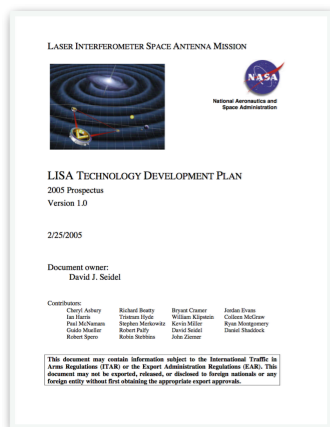 LASER INTERFEROMETER SPACE ANTENNA MISSION
NASA
National Aeronautics and
Space Administration
LISA TECHNOLOGY DEVELOPMENT PLAN
2005 Prospectus
Version 1.0
2/25/2005
Document owner:
David J. Seidel
Contributors:
Cheryl Asbury Richard Beatty Bryant Cramer Jordan Evans
Ian Harris Tristram Hyde William Klipstein Colleen McGraw
Paul McNamara Stephen Merkowitz Kevin Miller Ryan Montgomery
Guido Mueller Robert Palfy David Seidel Daniel Shaddock
Robert Spero Robin Stebbins John Ziemer
This document may contain information subject to the International Traffic in
Arms Regulations (ITAR) or the Export Administration Regulations (EAR). This
document may not be exported, released, or disclosed to foreign nationals or any
foreign entity without first obtaining the appropriate export approvals.